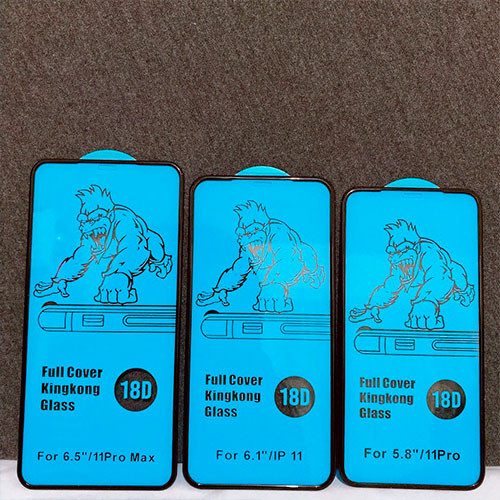 Full Cover
Kingkong
Glass
18D
For 6.5"/11Pro Max
Full Cover
Kingkong
Glass
18D
For 6.1"/IP 11
Full Cover
Kingkong
Glass
18D
For 5.8"/11Pro